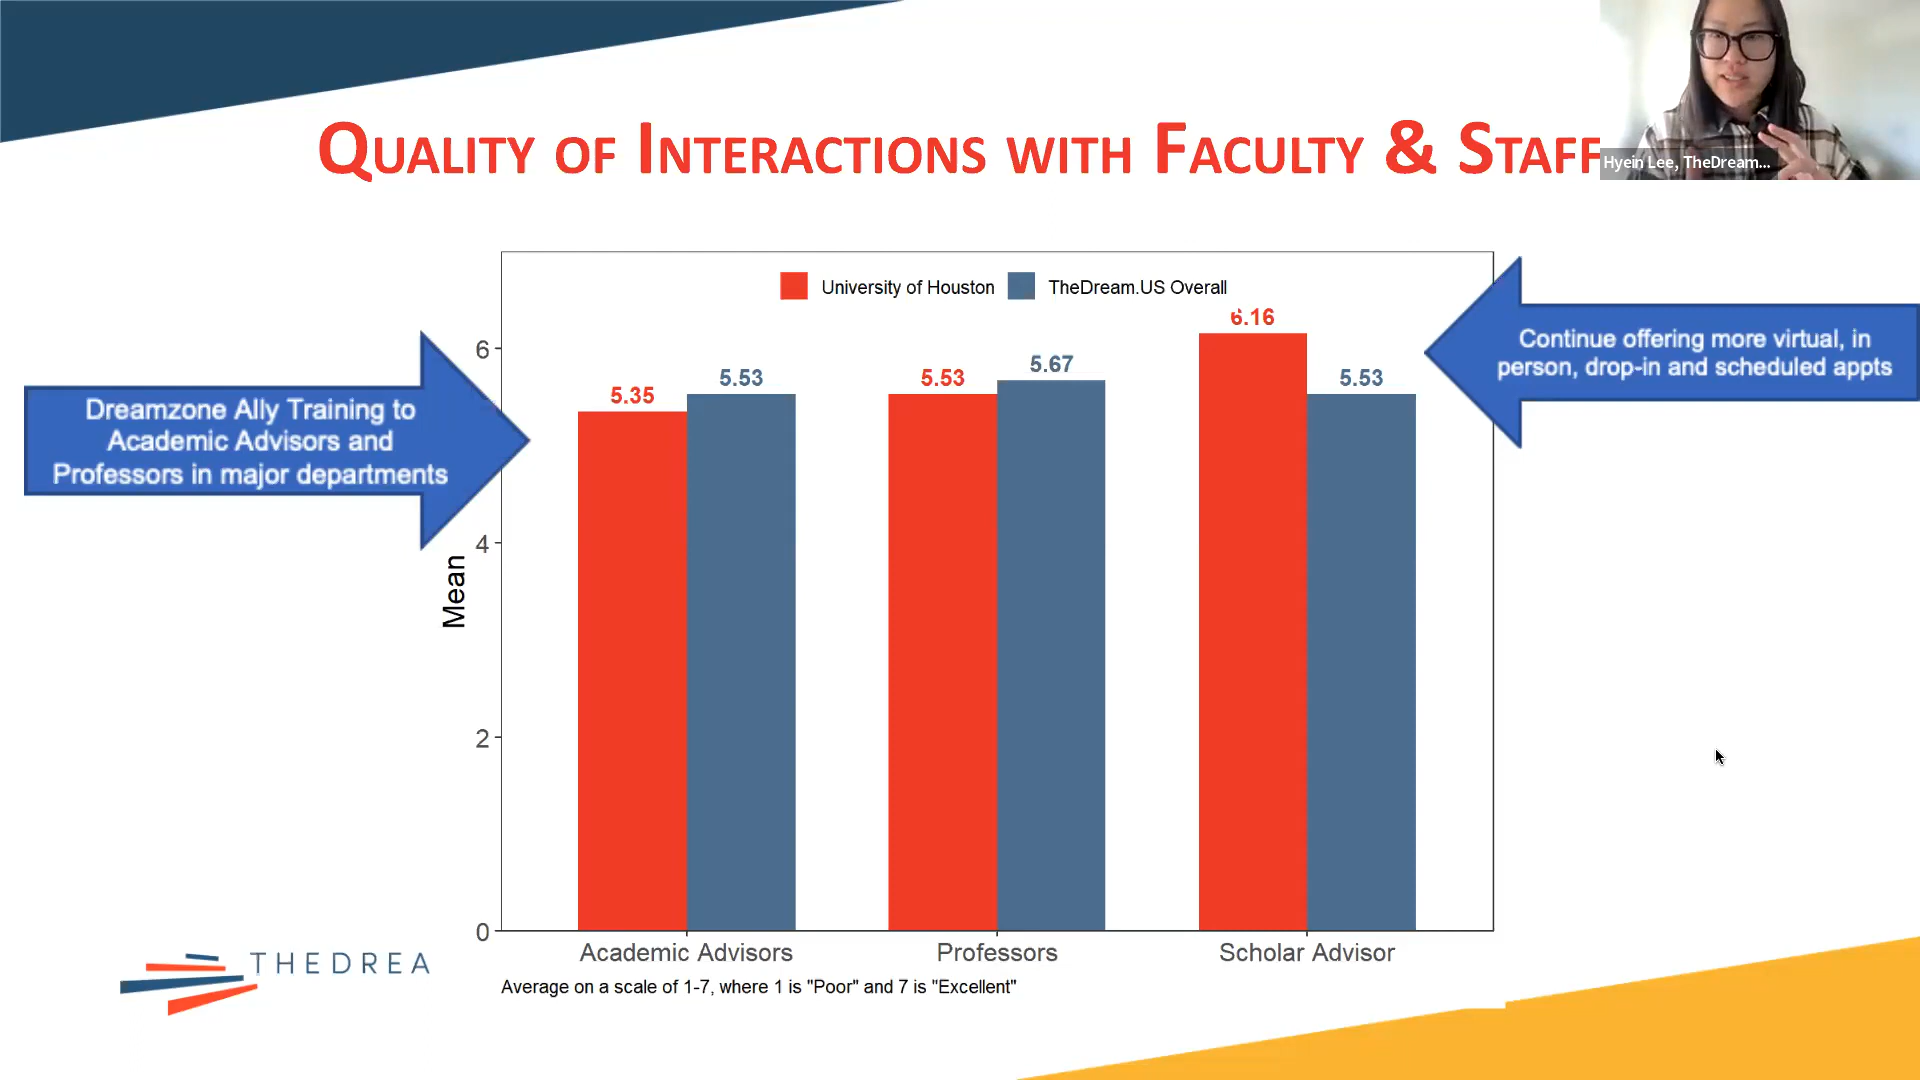 QUALITY OF INTERACTIONS WITH FACULTY & STAFF
Hyein Lee, TheDream...
University of Houston
TheDream.US Overall
6.16
5.67
5.53
5.35
5.53
5.53
6
4
2
0
Mean
Dreamzone Ally Training to
Academic Advisors and
Professors in major departments
Continue offering more virtual, in
person, drop-in and scheduled appts
Academic Advisors
Professors
Scholar Advisor
Average on a scale of 1-7, where 1 is "Poor" and 7 is "Excellent"
THEDREA